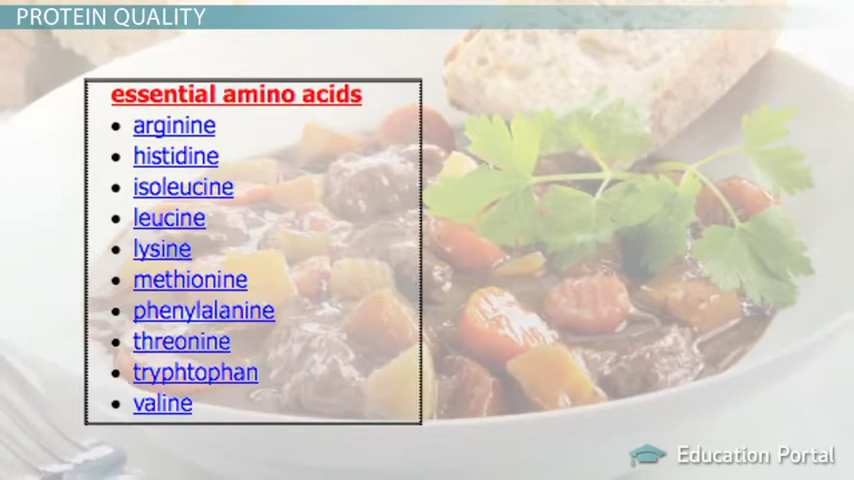 PROTEIN QUALITY
essential amino acids
• arginine
• histidine
• isoleucine
• leucine
• lysine
• methionine
• phenylalanine
• threonine
• tryphtophan
• valine
Education Portal